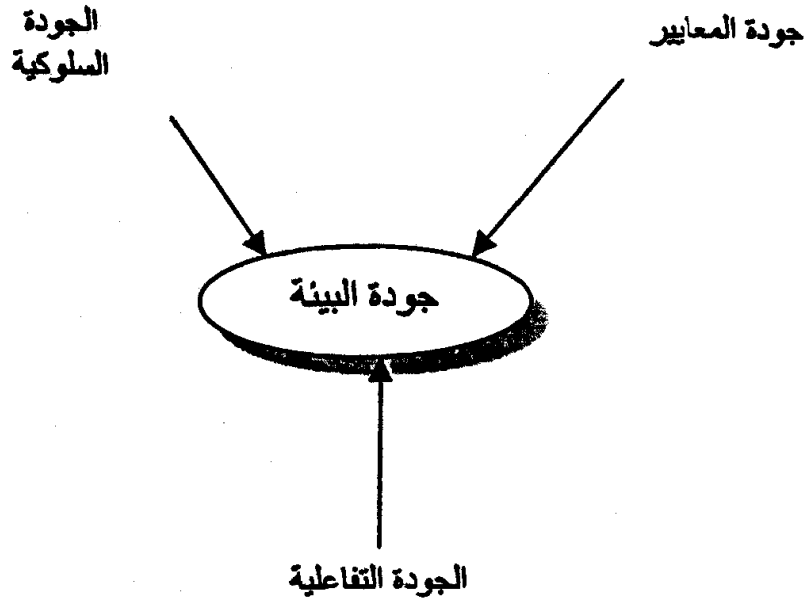 جودة المعايير
الجودة
السلوكية
جودة البيئة
الجودة التفاعلية